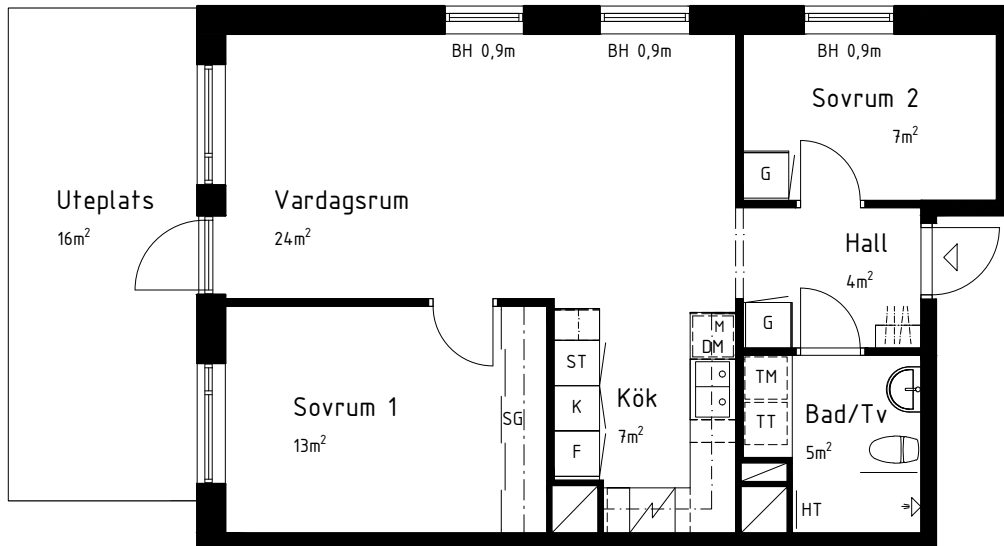 BH 0,9m
BH 0,9m
BH 0,9m
Sovrum 2
7m²
G
Uteplats
16m²
Vardagsrum
24m²
Hall
4m²
G
M
DM
ST
K
F
Kök
7m²
TM
TT
Bad/Tv
5m²
Sovrum 1
13m²
SG
HT